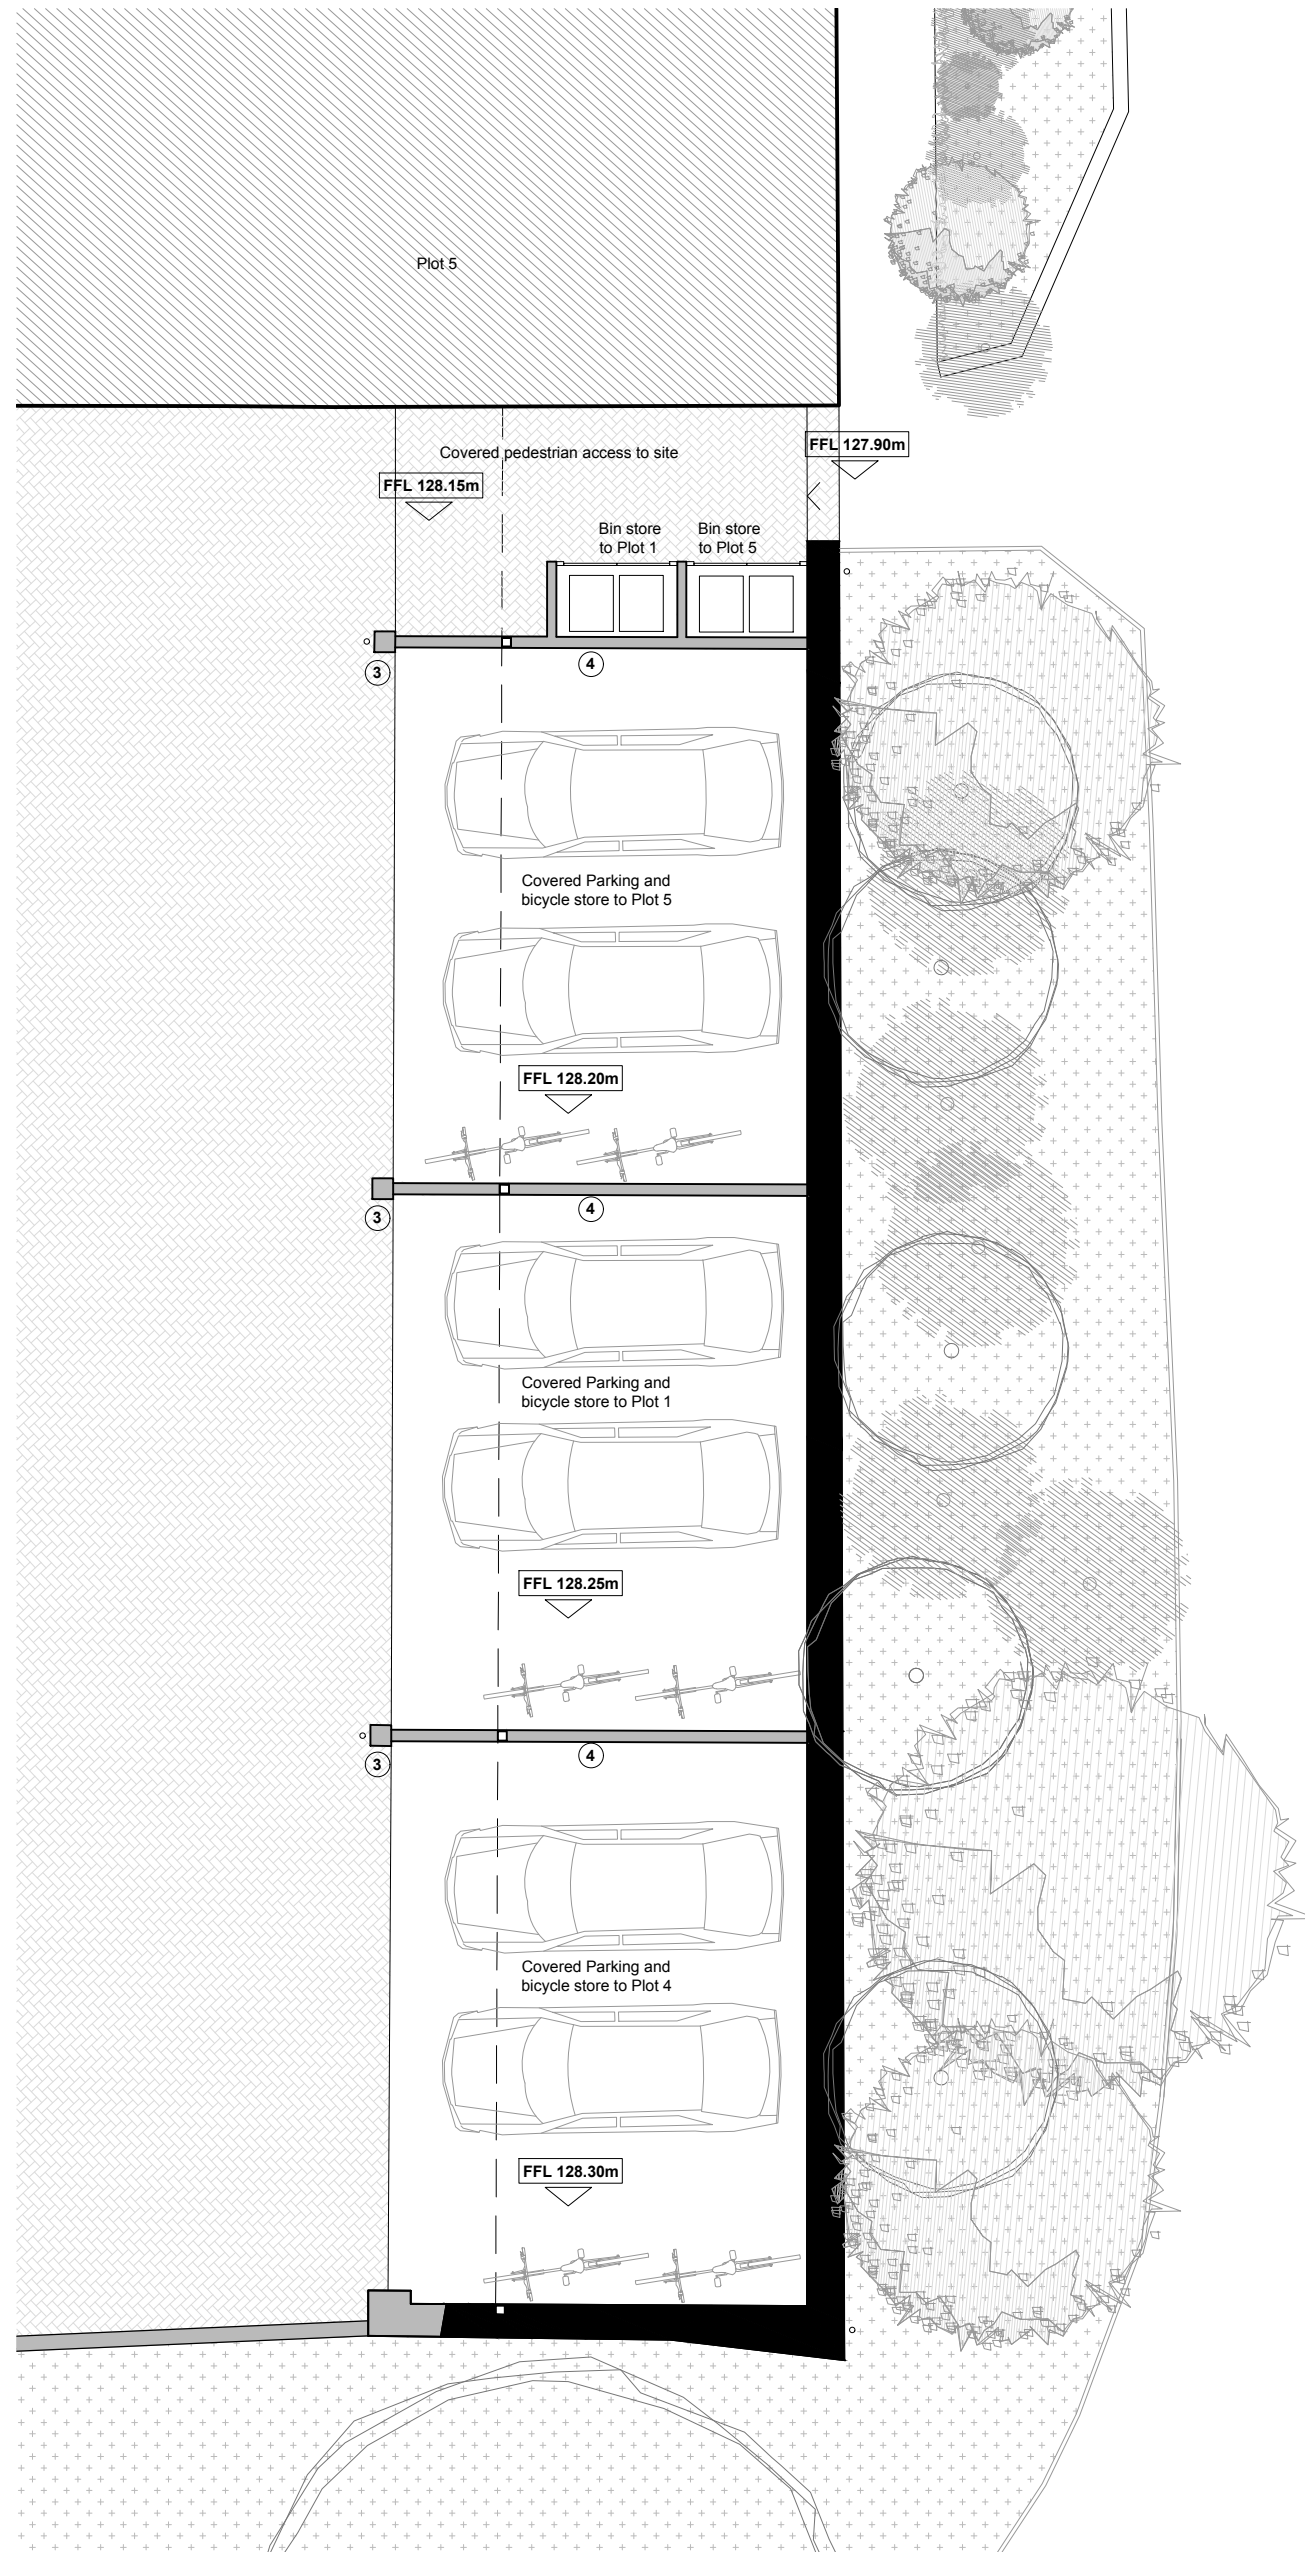 Plot 5
FFL 127.90m
Covered pedestrian access to site
FFL 128.15m
Bin store
to Plot 1
Bin store
to Plot 5
3
4
Covered Parking and
bicycle store to Plot 5
FFL 128.20m
3
4
Covered Parking and
bicycle store to Plot 1
FFL 128.25m
3
4
Covered Parking and
bicycle store to Plot 4
FFL 128.30m